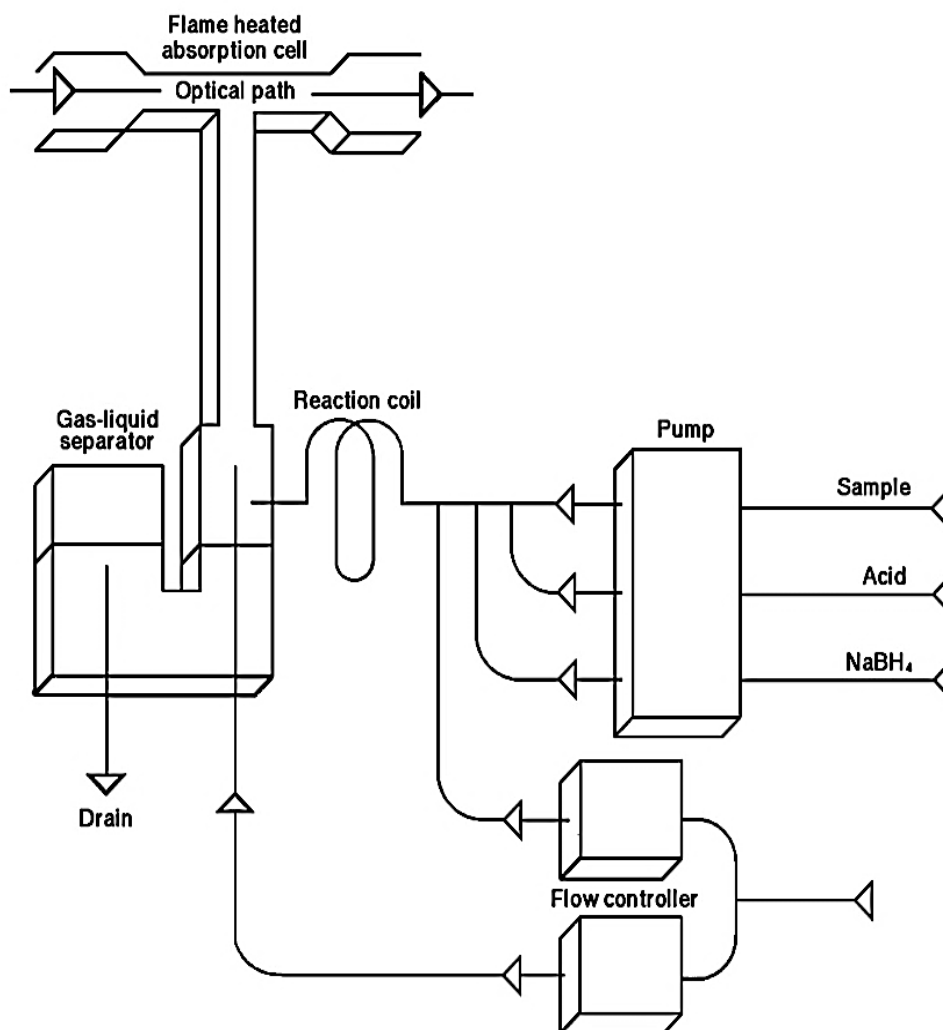 Flame heated
absorption cell
Optical path
Reaction coil
Gas-liquid
separator
Pump
Sample
Acid
NaBH₄
Drain
Flow controller